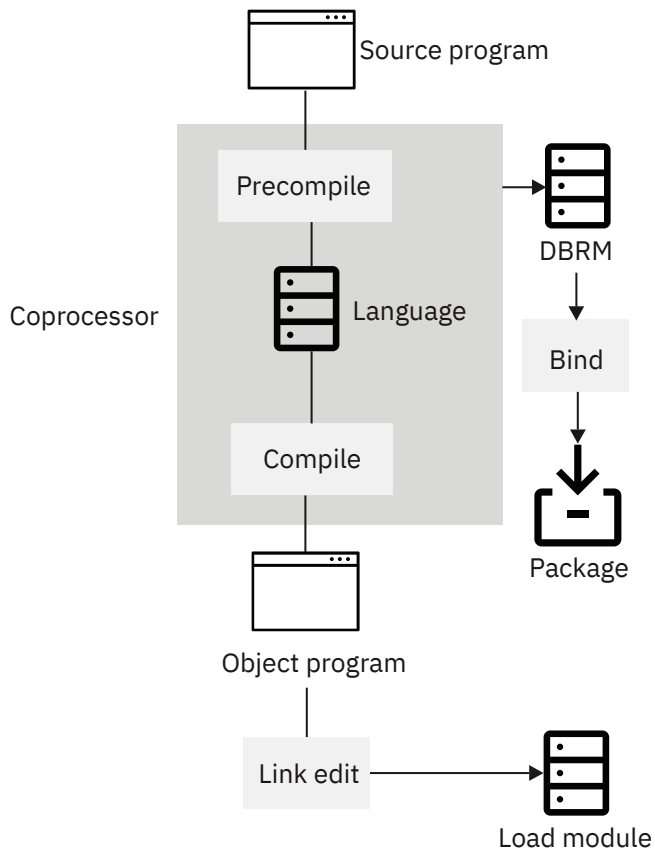 Source program
Precompile
DBRM
Coprocessor
Language
Bind
Compile
Package
Object program
Link edit
Load module